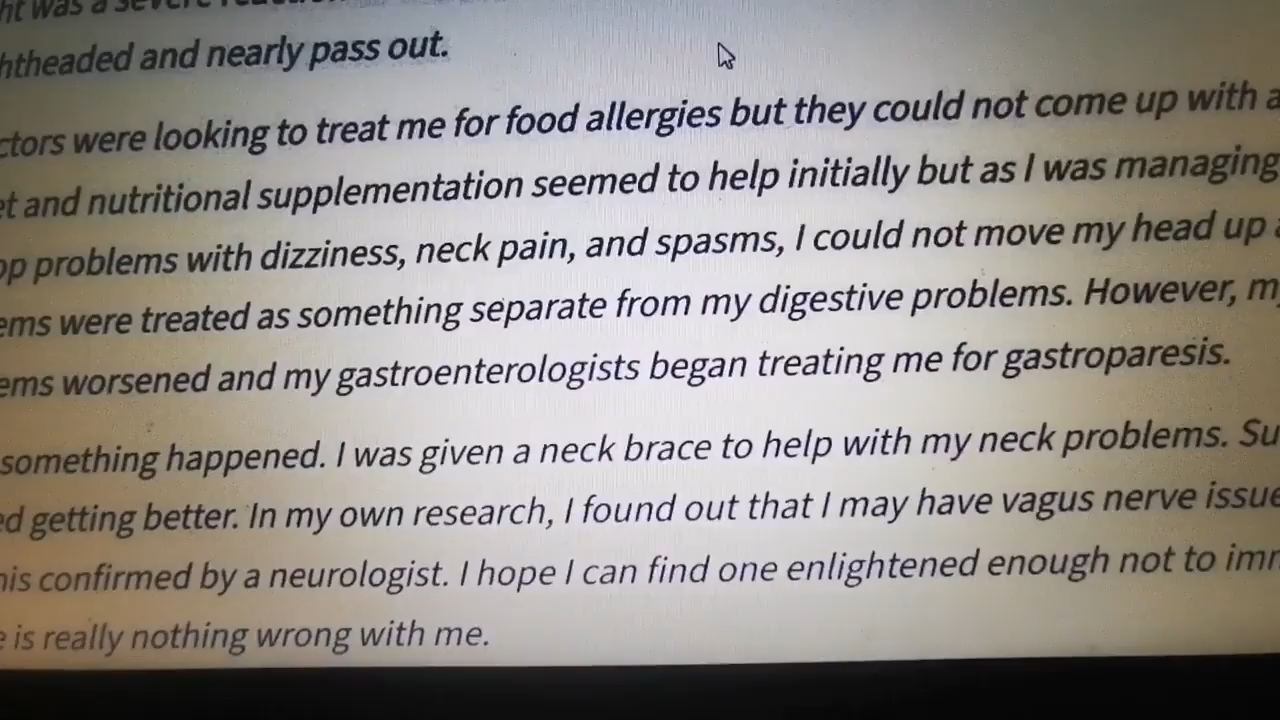 was a severe
htheaded and nearly pass out.
ctors were looking to treat me for food allergies but they could not come up with a
et and nutritional supplementation seemed to help initially but as I was managing
op problems with dizziness, neck pain, and spasms, I could not move my head up
ems were treated as something separate from my digestive problems. However, m
ems worsened and my gastroenterologists began treating me for gastroparesis.
something happened. I was given a neck brace to help with my neck problems. Su
ed getting better. In my own research, I found out that I may have vagus nerve issue
his confirmed by a neurologist. I hope I can find one enlightened enough not to imm
e is really nothing wrong with me.